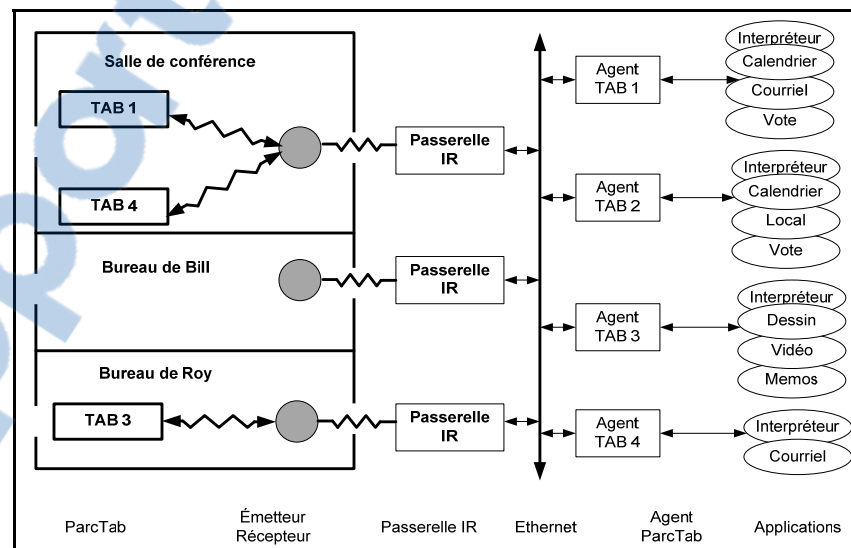 Salle de conférence
TAB 1
TAB 4
Bureau de Bill
Bureau de Roy
TAB 3
Passerelle
IR
Passerelle
IR
Passerelle
IR
Agent
TAB 1
Agent
TAB 2
Agent
TAB 3
Agent
TAB 4
Interpréteur
Calendrier
Courriel
Vote
Interpréteur
Calendrier
Local
Vote
Interpréteur
Dessin
Vidéo
Memos
Interpréteur
Courriel
ParcTab
Émetteur
Récepteur
Passerelle IR
Ethernet
Agent
ParcTab
Applications